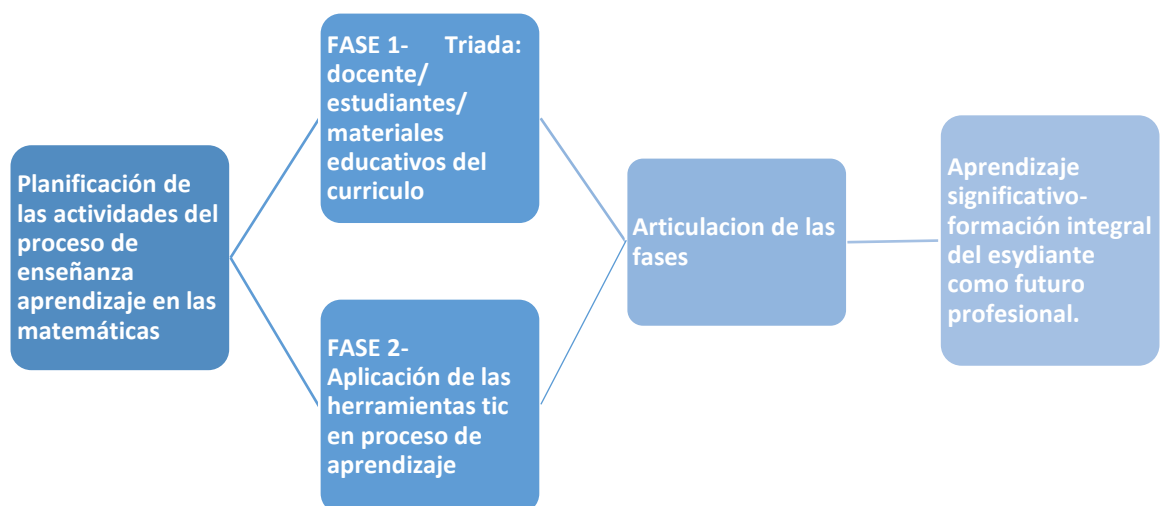 Planificación de
las actividades del
proceso de
enseñanza
aprendizaje en las
matemáticas
FASE 1- Triada:
docente/
estudiantes/
materiales
educativos del
curriculo
FASE 2-
Aplicación de las
herramientas tic
en proceso de
aprendizaje
Articulacion de las
fases
Aprendizaje
significativo-
formación integral
del esydiante
como futuro
profesional.